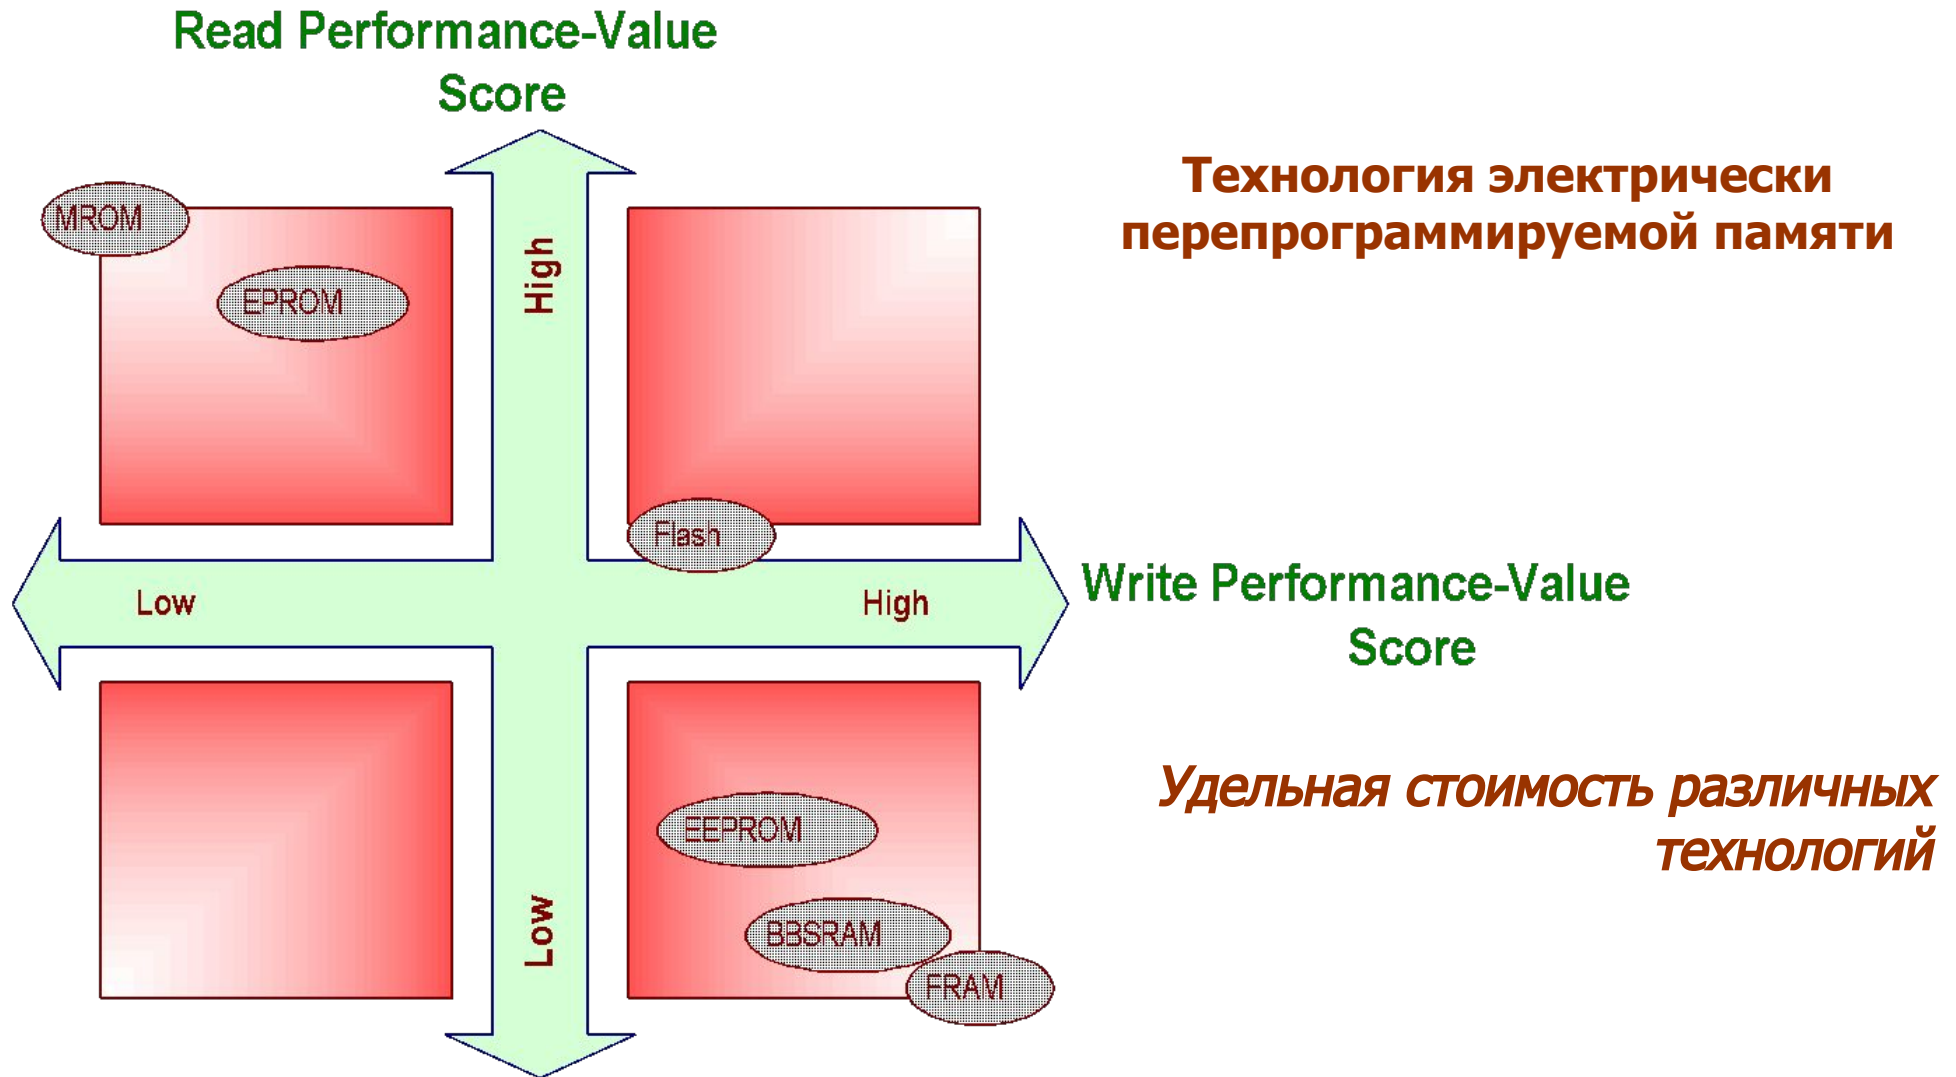 Read Performance-Value
Score
Технология электрически
перепрограммируемой памяти
MROM
EPROM
High
Flash
Low
High
Write Performance-Value
Score
Удельная стоимость различных
технологий
EEPROM
BBSRAM
Low
FRAM